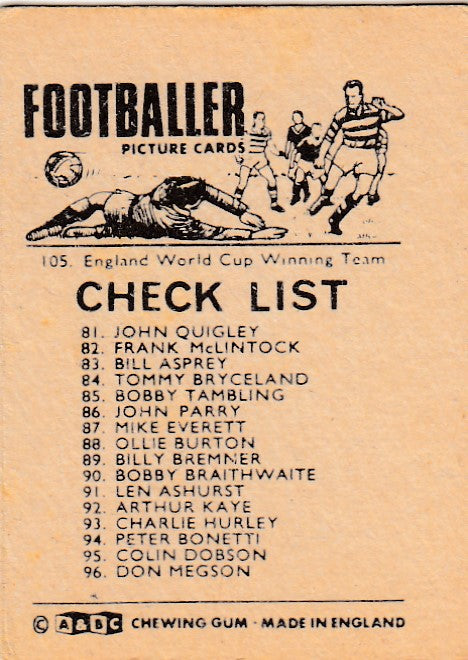 FOOTBALLER
PICTURE CARDS
105. England World Cup Winning Team
CHECK LIST
81. JOHN QUIGLEY
82. FRANK McLINTOCK
83. BILL ASPREY
84. TOMMY BRYCELAND
85. BOBBY TAMBLING
86. JOHN PARRY
87. MIKE EVERETT
88. OLLIE BURTON
89. BILLY BREMNER
90. BOBBY BRAITHWAITE
91. LEN ASHURST
92. ARTHUR KAYE
93. CHARLIE HURLEY
94. PETER BONETTI
95. COLIN DOBSON
96. DON MEGSON
© A&BC CHEWING GUM · MADE IN ENGLAND